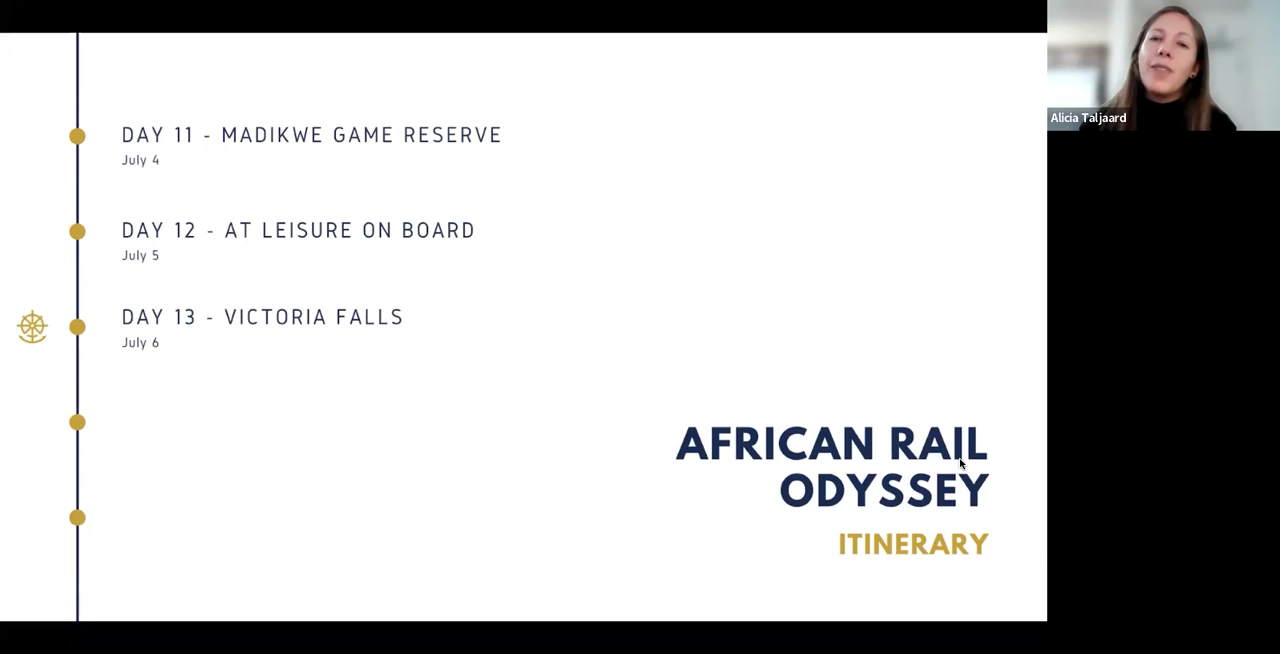 DAY 11 - MADIKWE GAME RESERVE
July 4
DAY 12 - AT LEISURE ON BOARD
July 5
DAY 13 - VICTORIA FALLS
July 6
AFRICAN RAIL
ODYSSEY
ITINERARY
Alicia Taljaard